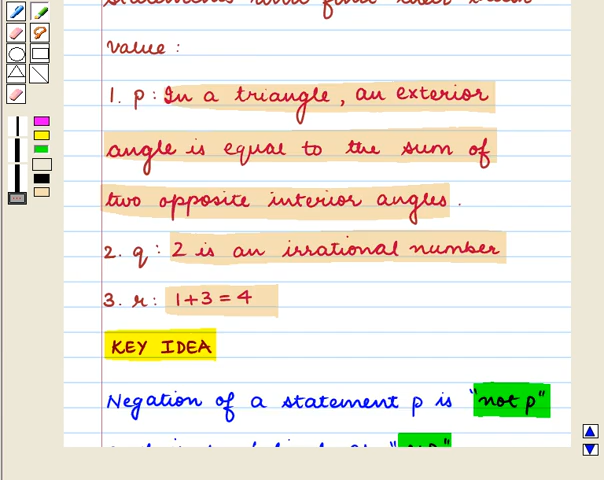 value :
1. p : In a triangle, an exterior
angle is equal to the sum of
two opposite interior angles.
2. q : 2 is an irrational number
3. r : 1+3 = 4
KEY IDEA
Negation of a statement p is "not p"